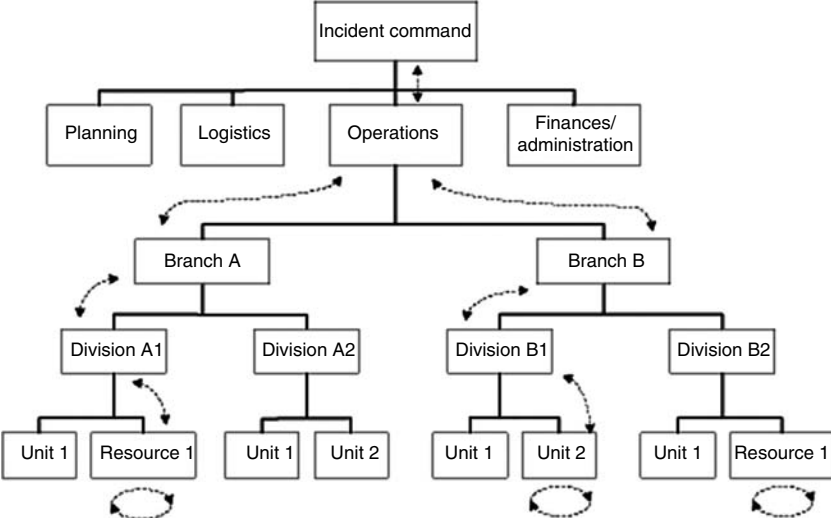 Incident command
Planning
Logistics
Operations
Finances/
administration
Branch A
Branch B
Division A1
Division A2
Division B1
Division B2
Unit 1
Resource 1
Unit 1
Unit 2
Unit 1
Unit 2
Unit 1
Resource 1